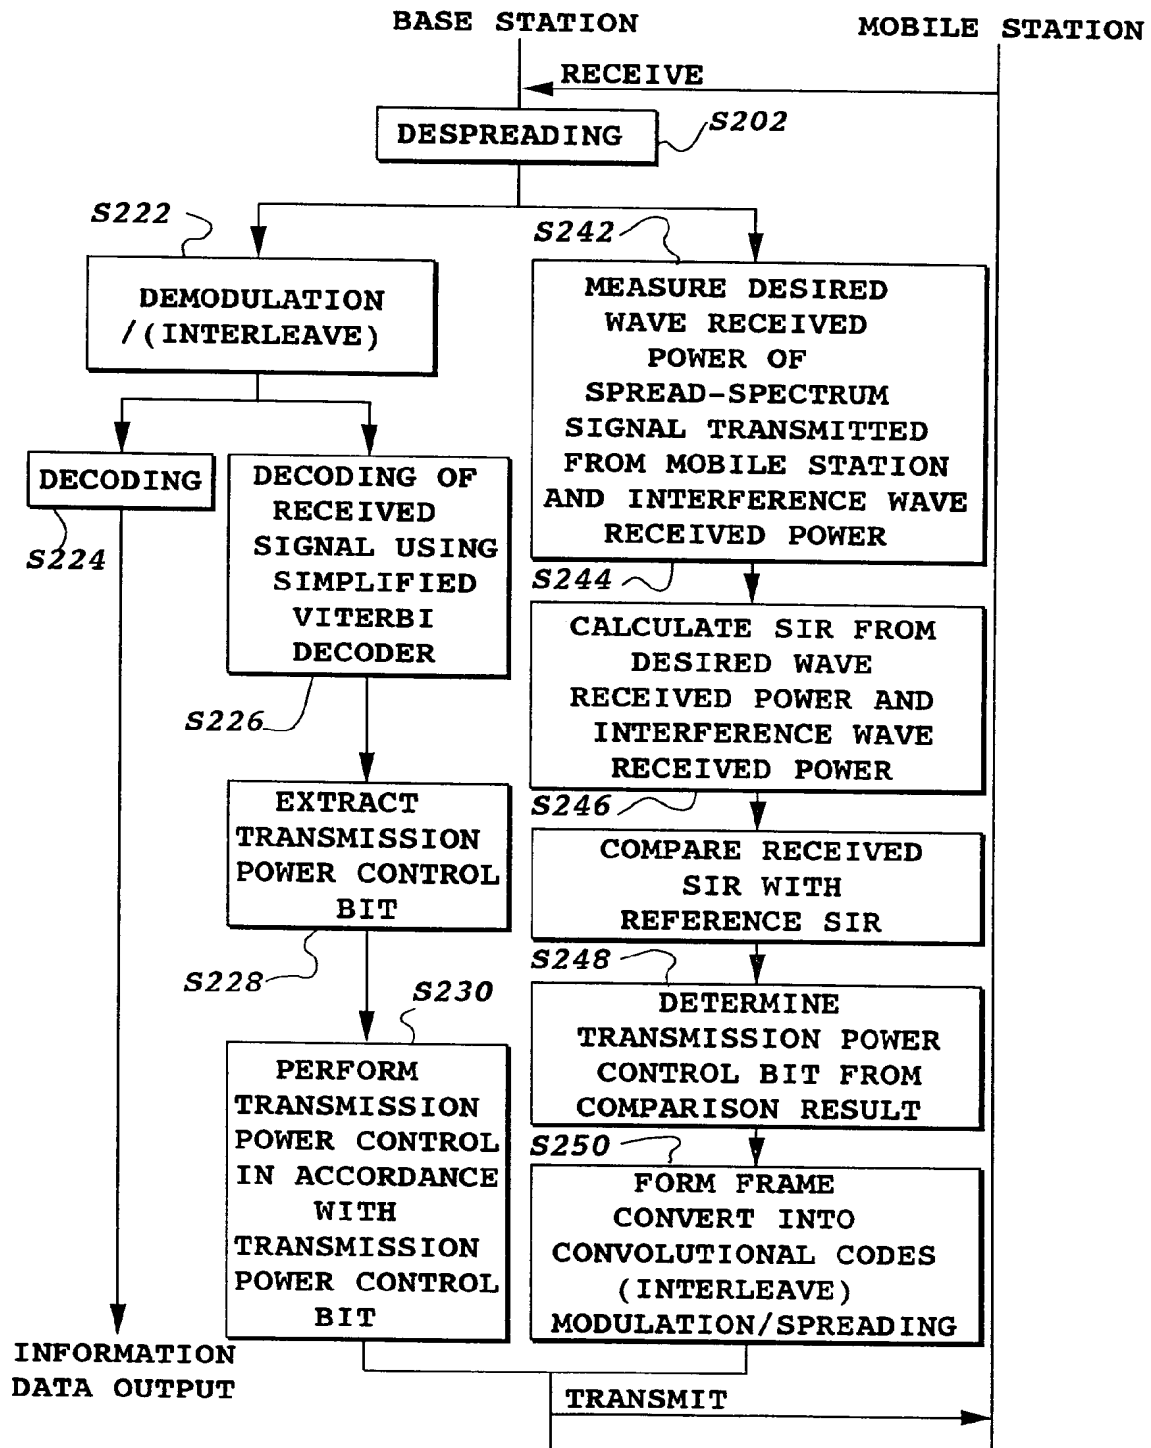 BASE STATION
MOBILE STATION
RECEIVE
DESPREADING
S202
S222
DEMODULATION
/(INTERLEAVE)
DECODING
S224
DECODING OF
RECEIVED
SIGNAL USING
SIMPLIFIED
VITERBI
DECODER
S226
EXTRACT
TRANSMISSION
POWER CONTROL
BIT
S228
S230
PERFORM
TRANSMISSION
POWER CONTROL
IN ACCORDANCE
WITH
TRANSMISSION
POWER CONTROL
BIT
INFORMATION
DATA OUTPUT
S242
MEASURE DESIRED
WAVE RECEIVED
POWER OF
SPREAD-SPECTRUM
SIGNAL TRANSMITTED
FROM MOBILE STATION
AND INTERFERENCE WAVE
RECEIVED POWER
S244
CALCULATE SIR FROM
DESIRED WAVE
RECEIVED POWER AND
INTERFERENCE WAVE
RECEIVED POWER
S246
COMPARE RECEIVED
SIR WITH
REFERENCE SIR
S248
DETERMINE
TRANSMISSION POWER
CONTROL BIT FROM
COMPARISON RESULT
S250
FORM FRAME
CONVERT INTO
CONVOLUTIONAL CODES
(INTERLEAVE)
MODULATION/SPREADING
TRANSMIT